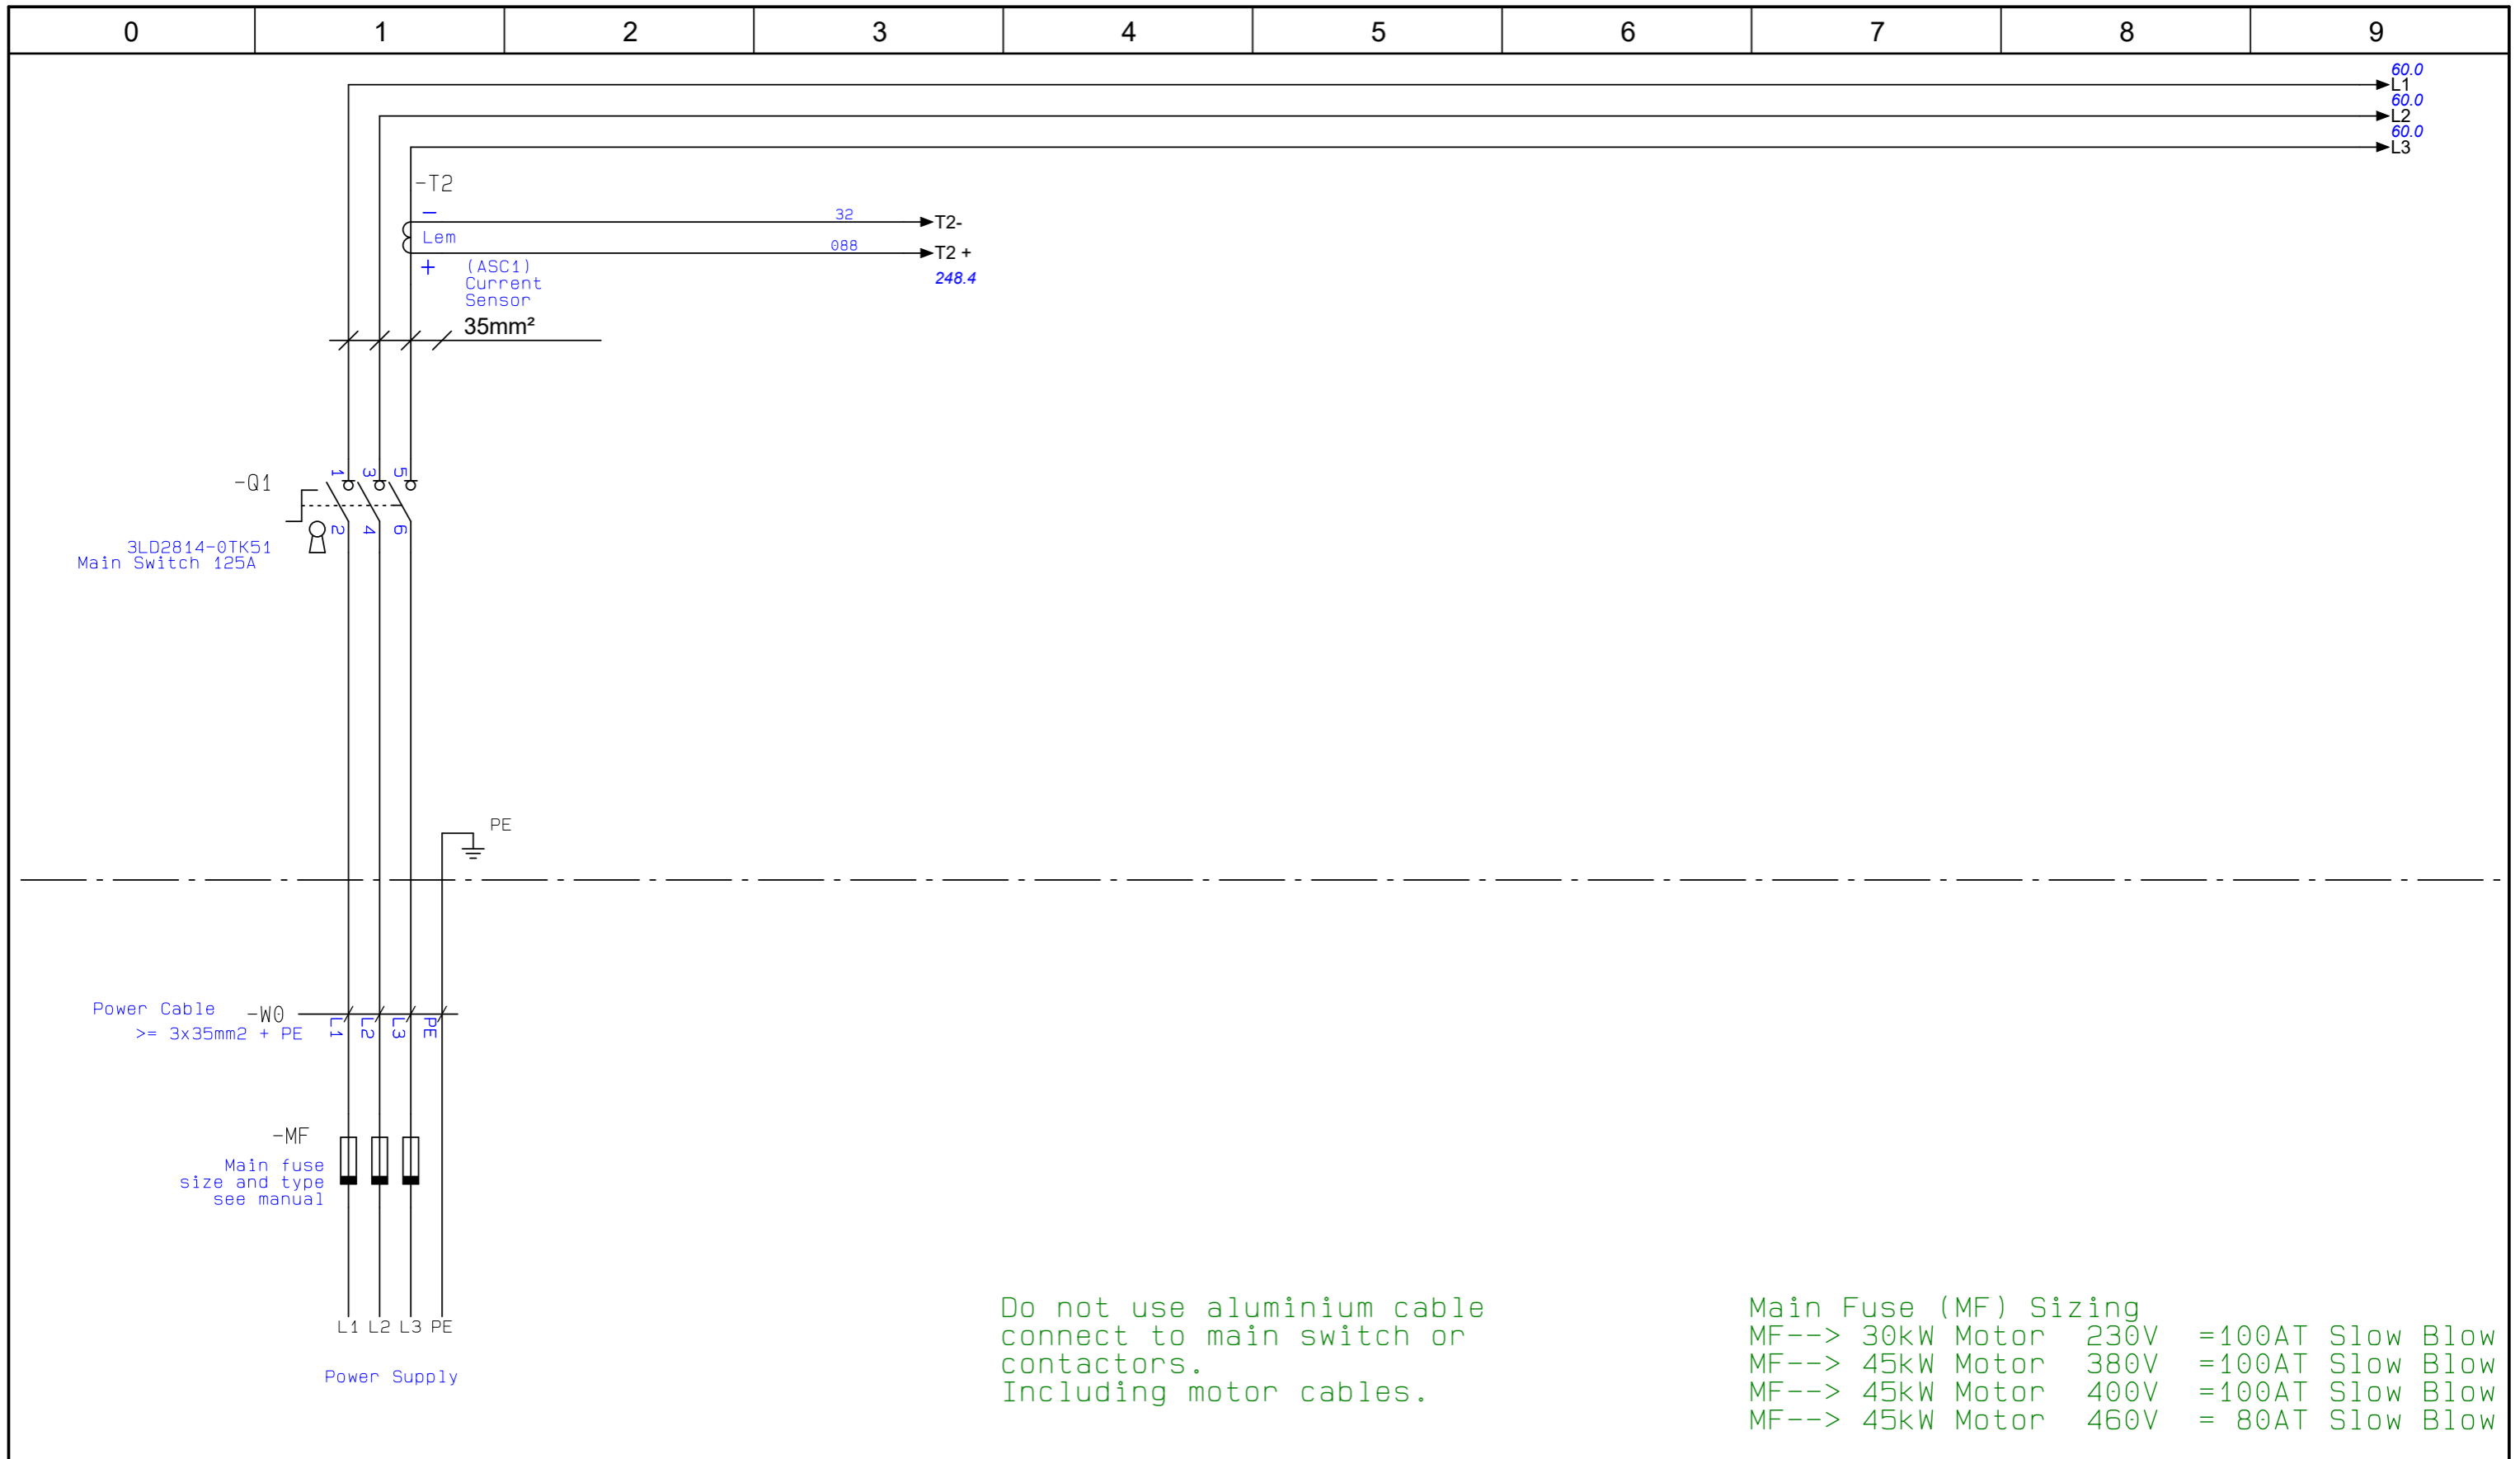 0 1 2 3 4 5 6 7 8 9
60.0
L1
60.0
L2
60.0
L3
-T2
-
32
T2-
Lem
088
T2 +
+
(ASC1)
Current
Sensor
248.4
35mm²
-Q1
1 3 5
2 4 6
3LD2814-0TK51
Main Switch 125A
PE
Power Cable
>= 3x35mm2 + PE
-W0
L1 L2 L3 PE
-MF
Main fuse
size and type
see manual
L1 L2 L3 PE
Power Supply
Do not use aluminium cable
connect to main switch or
contactors.
Including motor cables.
Main Fuse (MF) Sizing
MF--> 30kW Motor 230V =100AT Slow Blow
MF--> 45kW Motor 380V =100AT Slow Blow
MF--> 45kW Motor 400V =100AT Slow Blow
MF--> 45kW Motor 460V = 80AT Slow Blow